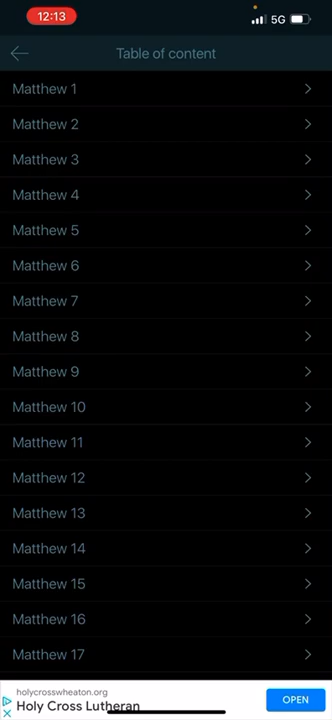 12:13
5G
Table of content
Matthew 1
Matthew 2
Matthew 3
Matthew 4
Matthew 5
Matthew 6
Matthew 7
Matthew 8
Matthew 9
Matthew 10
Matthew 11
Matthew 12
Matthew 13
Matthew 14
Matthew 15
Matthew 16
Matthew 17
holycrosswheaton.org
Holy Cross Lutheran
OPEN